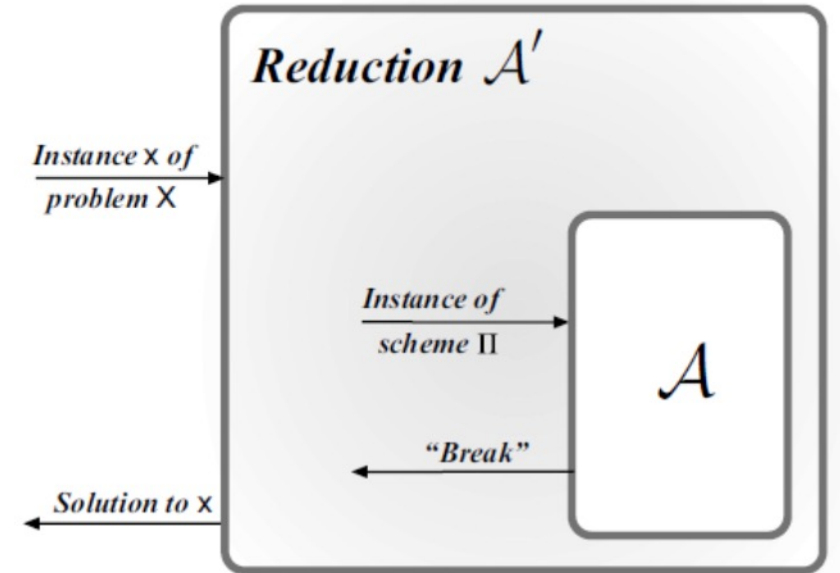 Reduction 𝒜′
Instance x of
problem X
Instance of
scheme Π
𝒜
“Break”
Solution to x